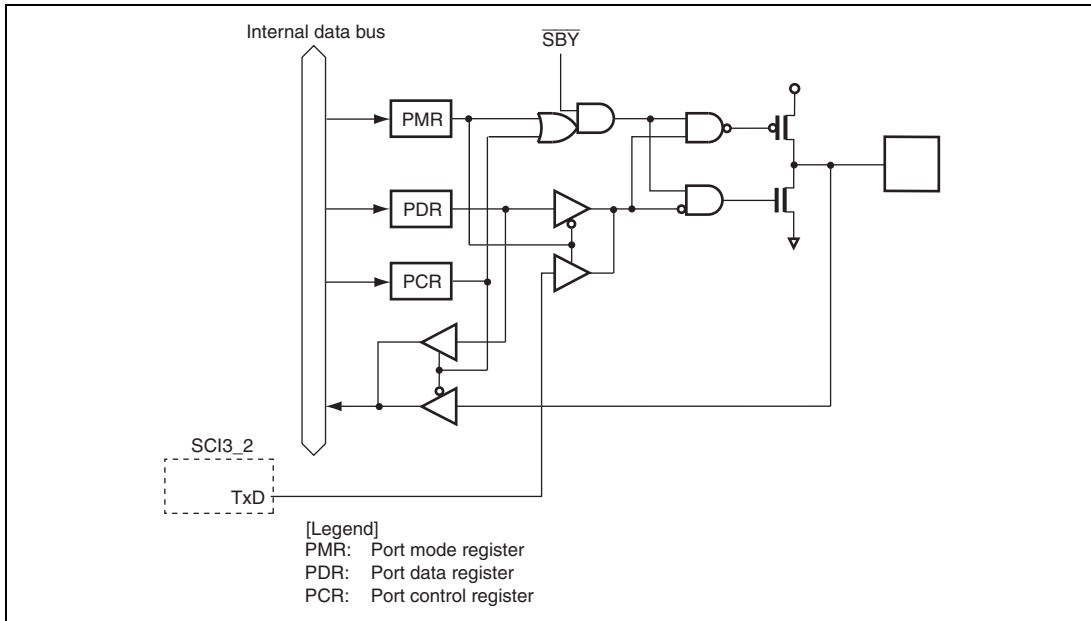 Internal data bus
S̅B̅Y̅
PMR
PDR
PCR
SCI3_2
TxD
[Legend]
PMR: Port mode register
PDR: Port data register
PCR: Port control register